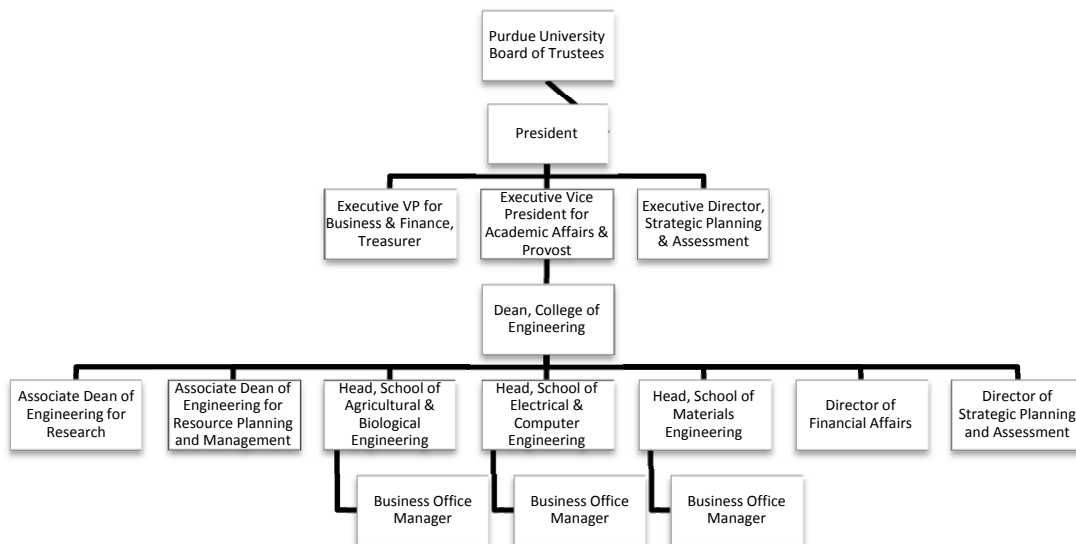 Purdue University
Board of Trustees
President
Executive VP for
Business & Finance,
Treasurer
Executive Vice
President for
Academic Affairs &
Provost
Executive Director,
Strategic Planning
& Assessment
Dean, College of
Engineering
Associate Dean of
Engineering for
Research
Associate Dean of
Engineering for
Resource Planning
and Management
Head, School of
Agricultural &
Biological
Engineering
Head, School of
Electrical &
Computer
Engineering
Head, School of
Materials
Engineering
Director of
Financial Affairs
Director of
Strategic Planning
and Assessment
Business Office
Manager
Business Office
Manager
Business Office
Manager